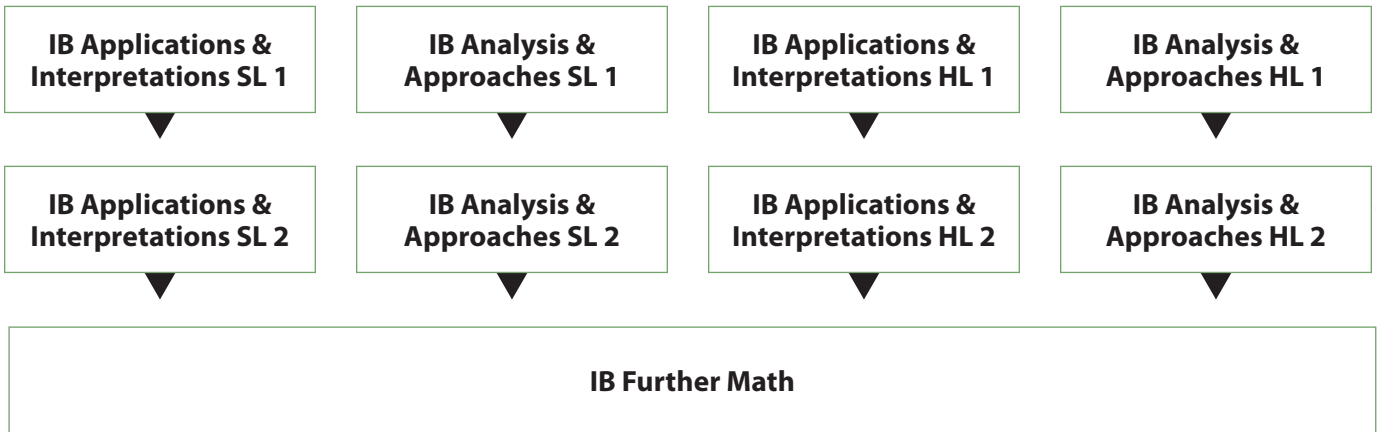 IB Applications &
Interpretations SL 1
IB Analysis &
Approaches SL 1
IB Applications &
Interpretations HL 1
IB Analysis &
Approaches HL 1
IB Applications &
Interpretations SL 2
IB Analysis &
Approaches SL 2
IB Applications &
Interpretations HL 2
IB Analysis &
Approaches HL 2
IB Further Math